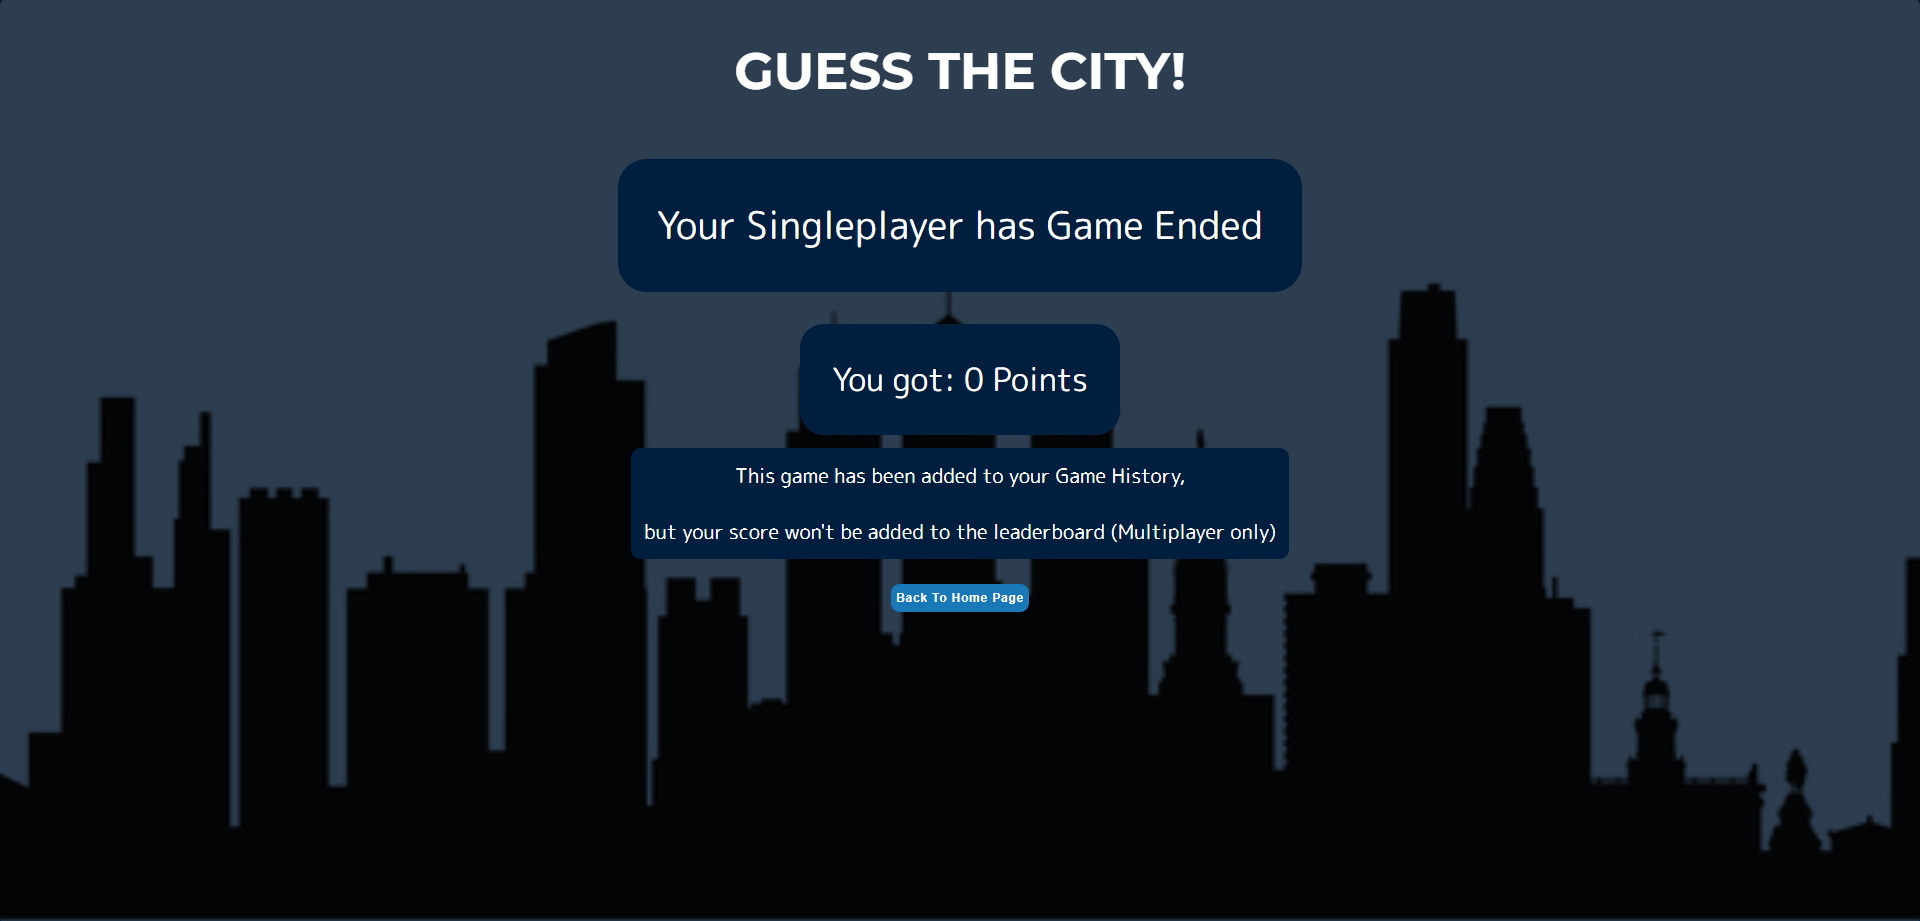 GUESS THE CITY!
Your Singleplayer has Game Ended
You got: 0 Points
This game has been added to your Game History,
but your score won't be added to the leaderboard (Multiplayer only)
Back To Home Page